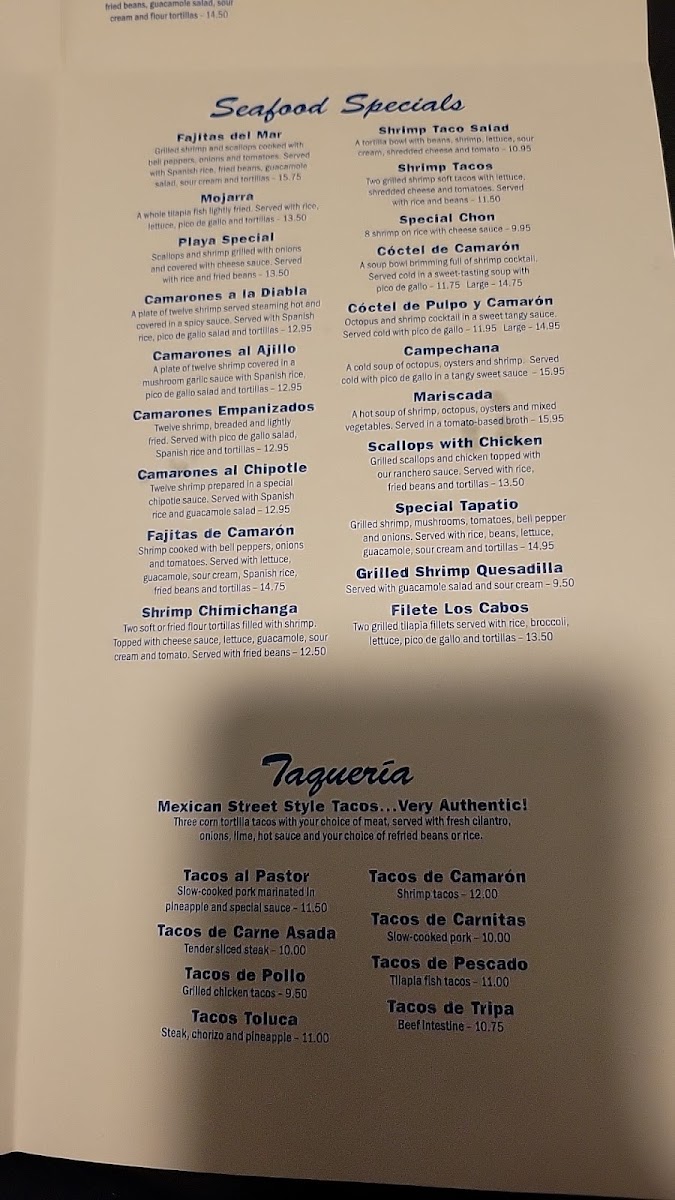 fried beans, guacamole salad, sour
cream and flour tortillas - 14.50
Seafood Specials
Fajitas del Mar
Grilled shrimp and scallops cooked with
bell peppers, onions and tomatoes. Served
with Spanish rice, fried beans, guacamole
salad, sour cream and tortillas - 15.75
Mojarra
A whole tilapia fish lightly fried. Served with rice,
lettuce, pico de gallo and tortillas - 13.50
Playa Special
Scallops and shrimp grilled with onions
and covered with cheese sauce. Served
with rice and fried beans - 13.50
Camarones a la Diabla
A plate of twelve shrimp served steaming hot and
covered in a spicy sauce. Served with Spanish
rice, pico de gallo salad and tortillas - 12.95
Camarones al Ajillo
A plate of twelve shrimp covered in a
mushroom garlic sauce with Spanish rice,
pico de gallo salad and tortillas - 12.95
Camarones Empanizados
Twelve shrimp, breaded and lightly
fried. Served with pico de gallo salad,
Spanish rice and tortillas - 12.95
Camarones al Chipotle
Twelve shrimp prepared in a special
chipotle sauce. Served with Spanish
rice and guacamole salad - 12.95
Fajitas de Camarón
Shrimp cooked with bell peppers, onions
and tomatoes. Served with lettuce,
guacamole, sour cream, Spanish rice,
fried beans and tortillas - 14.75
Shrimp Chimichanga
Two soft or fried flour tortillas filled with shrimp.
Topped with cheese sauce, lettuce, guacamole, sour
cream and tomato. Served with fried beans - 12.50
Shrimp Taco Salad
A tortilla bowl with beans, shrimp, lettuce, sour
cream, shredded cheese and tomato - 10.95
Shrimp Tacos
Two grilled shrimp soft tacos with lettuce,
shredded cheese and tomatoes. Served
with rice and beans - 11.50
Special Chon
8 shrimp on rice with cheese sauce - 9.95
Cóctel de Camarón
A soup bowl brimming full of shrimp cocktail.
Served cold in a sweet-tasting soup with
pico de gallo - 11.75 Large - 14.75
Cóctel de Pulpo y Camarón
Octopus and shrimp cocktail in a sweet tangy sauce.
Served cold with pico de gallo - 11.95 Large - 14.95
Campechana
A cold soup of octopus, oysters and shrimp. Served
cold with pico de gallo in a tangy sweet sauce - 15.95
Mariscada
A hot soup of shrimp, octopus, oysters and mixed
vegetables. Served in a tomato-based broth - 15.95
Scallops with Chicken
Grilled scallops and chicken topped with
our ranchero sauce. Served with rice,
fried beans and tortillas - 13.50
Special Tapatio
Grilled shrimp, mushrooms, tomatoes, bell pepper
and onions. Served with rice, beans, lettuce,
guacamole, sour cream and tortillas - 14.95
Grilled Shrimp Quesadilla
Served with guacamole salad and sour cream - 9.50
Filete Los Cabos
Two grilled tilapia fillets served with rice, broccoli,
lettuce, pico de gallo and tortillas - 13.50
Taquería
Mexican Street Style Tacos...Very Authentic!
Three corn tortilla tacos with your choice of meat, served with fresh cilantro,
onions, lime, hot sauce and your choice of refried beans or rice.
Tacos al Pastor
Slow-cooked pork marinated in
pineapple and special sauce - 11.50
Tacos de Carne Asada
Tender sliced steak - 10.00
Tacos de Pollo
Grilled chicken tacos - 9.50
Tacos Toluca
Steak, chorizo and pineapple - 11.00
Tacos de Camarón
Shrimp tacos - 12.00
Tacos de Carnitas
Slow-cooked pork - 10.00
Tacos de Pescado
Tilapia fish tacos - 11.00
Tacos de Tripa
Beef Intestine - 10.75